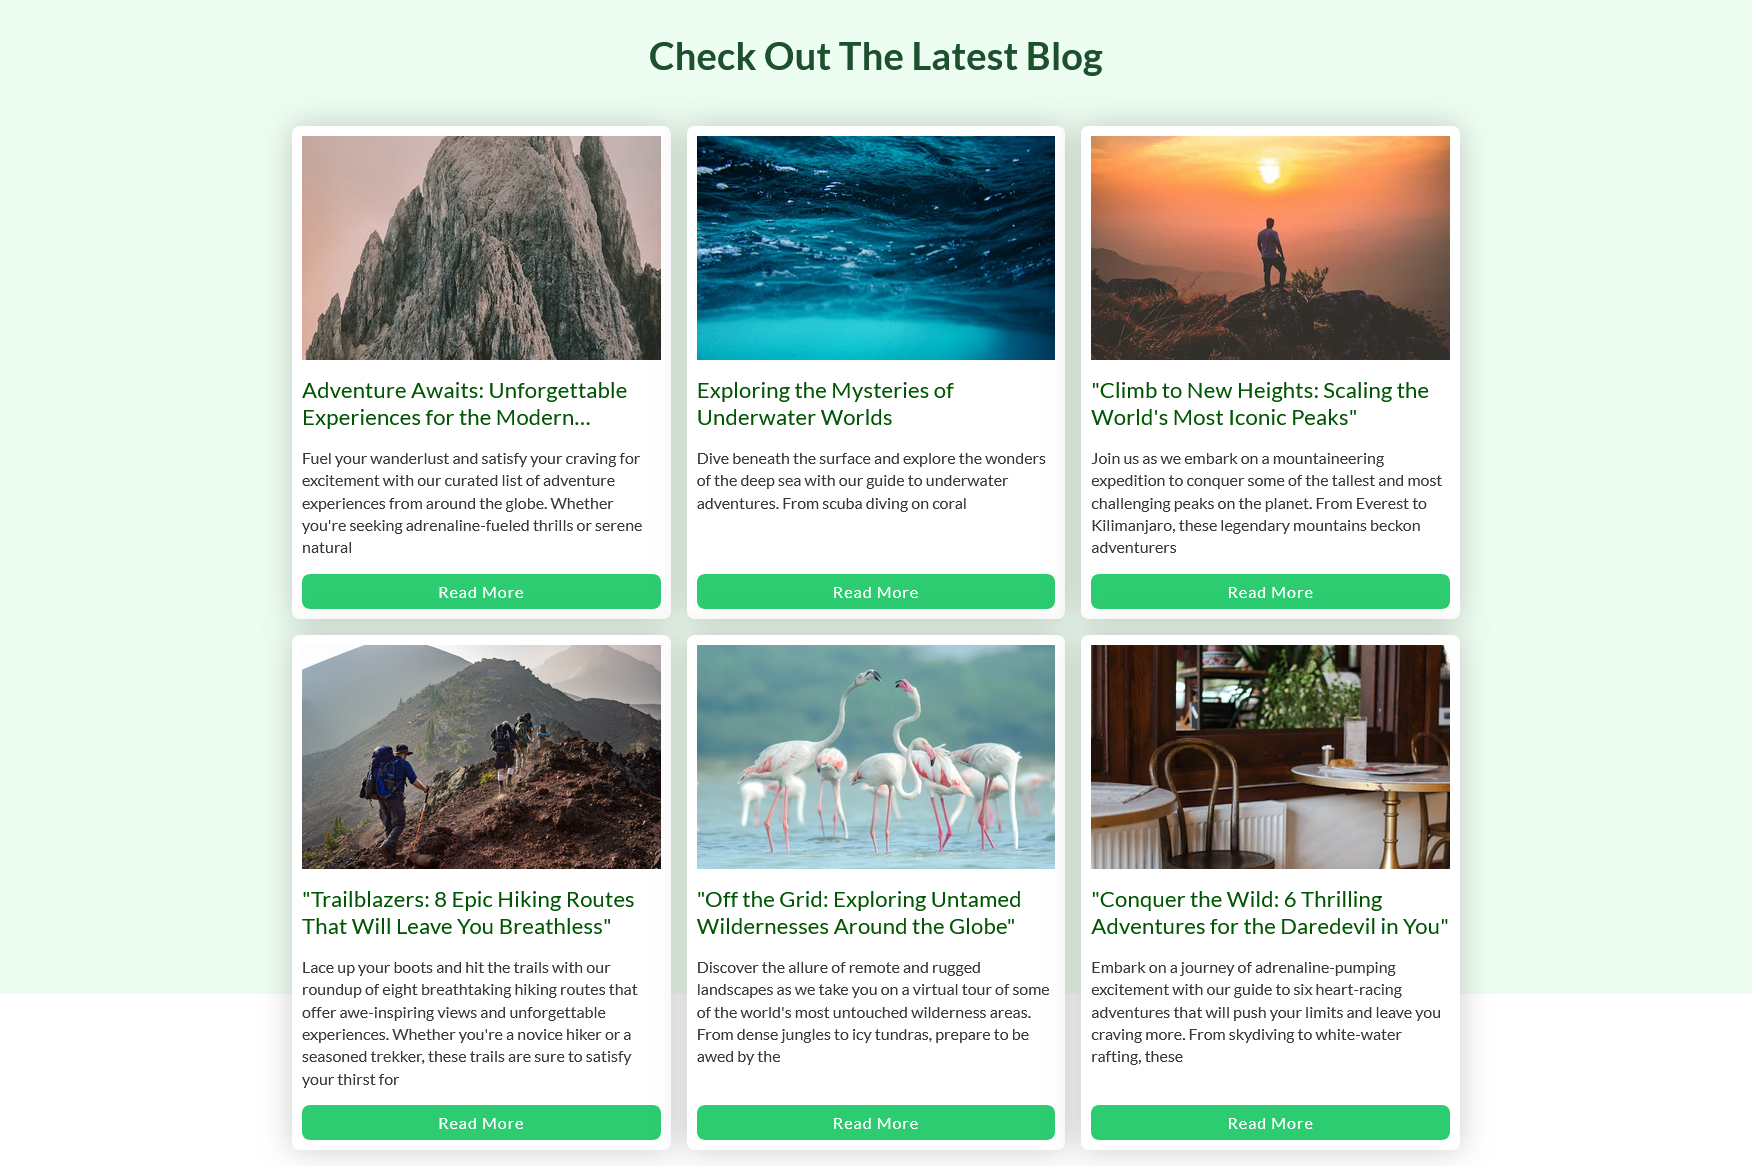 Check Out The Latest Blog
Adventure Awaits: Unforgettable
Experiences for the Modern...
Fuel your wanderlust and satisfy your craving for
excitement with our curated list of adventure
experiences from around the globe. Whether
you're seeking adrenaline-fueled thrills or serene
natural
Read More
Exploring the Mysteries of
Underwater Worlds
Dive beneath the surface and explore the wonders
of the deep sea with our guide to underwater
adventures. From scuba diving on coral
Read More
"Climb to New Heights: Scaling the
World's Most Iconic Peaks"
Join us as we embark on a mountaineering
expedition to conquer some of the tallest and most
challenging peaks on the planet. From Everest to
Kilimanjaro, these legendary mountains beckon
adventurers
Read More
"Trailblazers: 8 Epic Hiking Routes
That Will Leave You Breathless"
Lace up your boots and hit the trails with our
roundup of eight breathtaking hiking routes that
offer awe-inspiring views and unforgettable
experiences. Whether you're a novice hiker or a
seasoned trekker, these trails are sure to satisfy
your thirst for
Read More
"Off the Grid: Exploring Untamed
Wildernesses Around the Globe"
Discover the allure of remote and rugged
landscapes as we take you on a virtual tour of some
of the world's most untouched wilderness areas.
From dense jungles to icy tundras, prepare to be
awed by the
Read More
"Conquer the Wild: 6 Thrilling
Adventures for the Daredevil in You"
Embark on a journey of adrenaline-pumping
excitement with our guide to six heart-racing
adventures that will push your limits and leave you
craving more. From skydiving to white-water
rafting, these
Read More